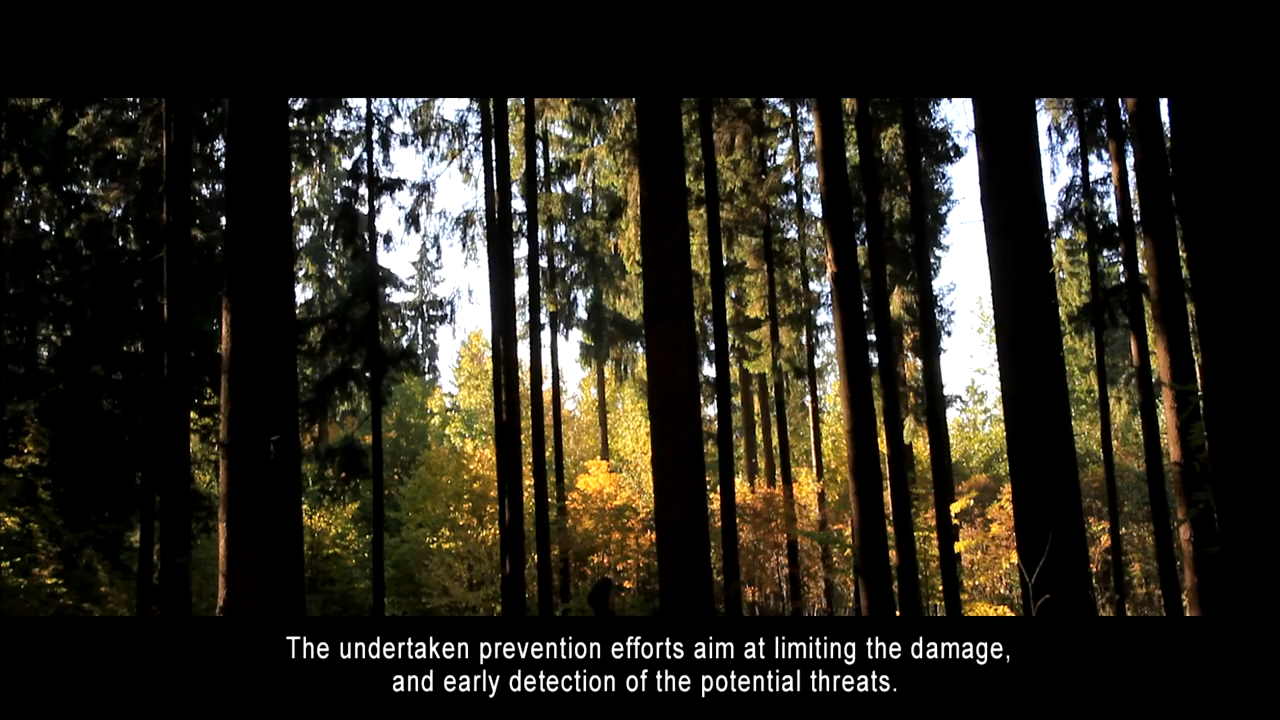 The undertaken prevention efforts aim at limiting the damage,
and early detection of the potential threats.